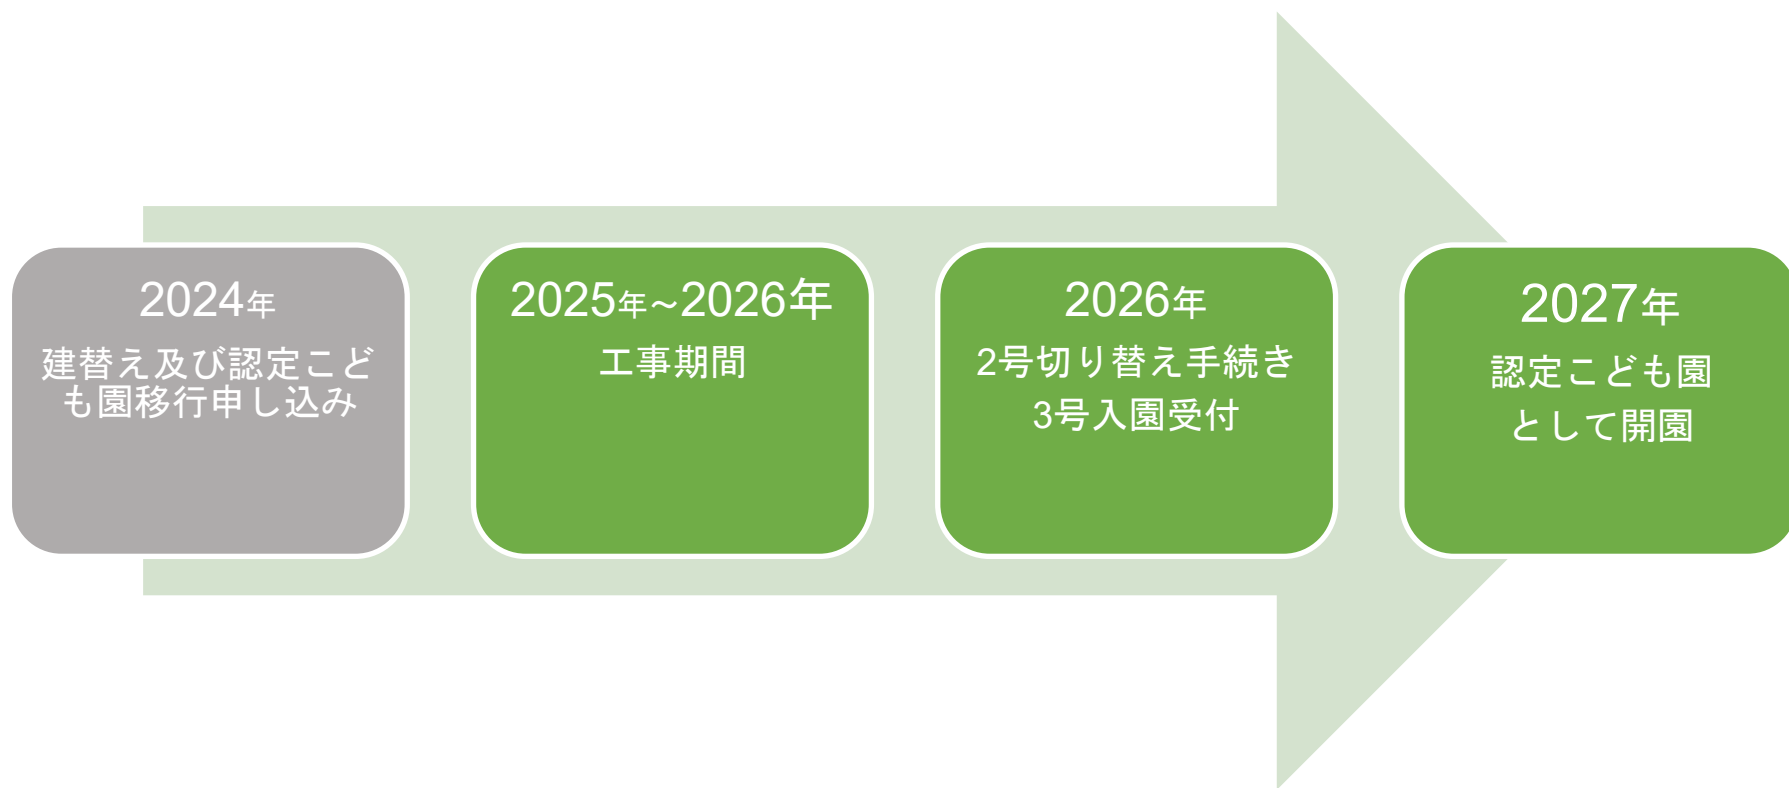 2024年
建替え及び認定こど
も園移行申し込み
2025年～2026年
工事期間
2026年
2号切り替え手続き
3号入園受付
2027年
認定こども園
として開園